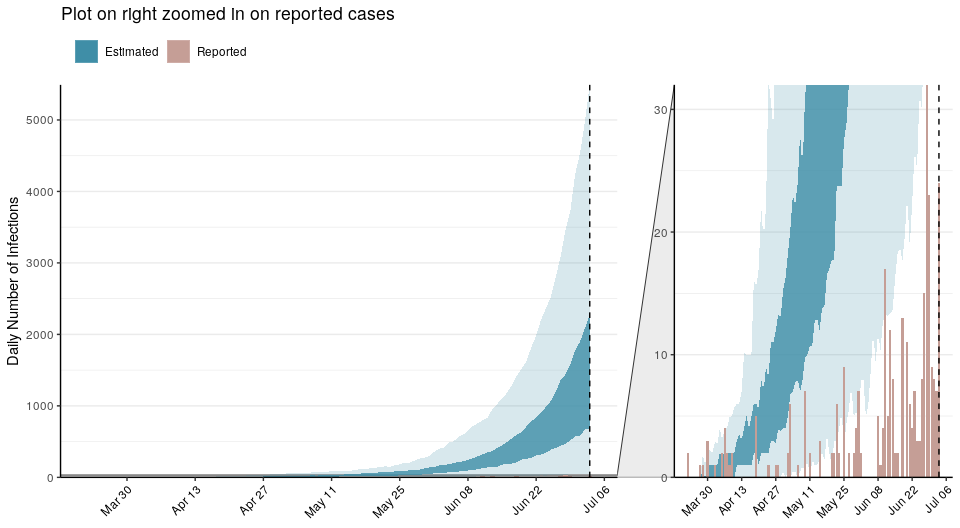 Plot on right zoomed in on reported cases
Estimated
Reported
Daily Number of Infections
5000
4000
3000
2000
1000
0
Mar 30
Apr 13
Apr 27
May 11
May 25
Jun 08
Jun 22
Jul 06
30
20
10
0
Mar 30
Apr 13
Apr 27
May 11
May 25
Jun 08
Jun 22
Jul 06